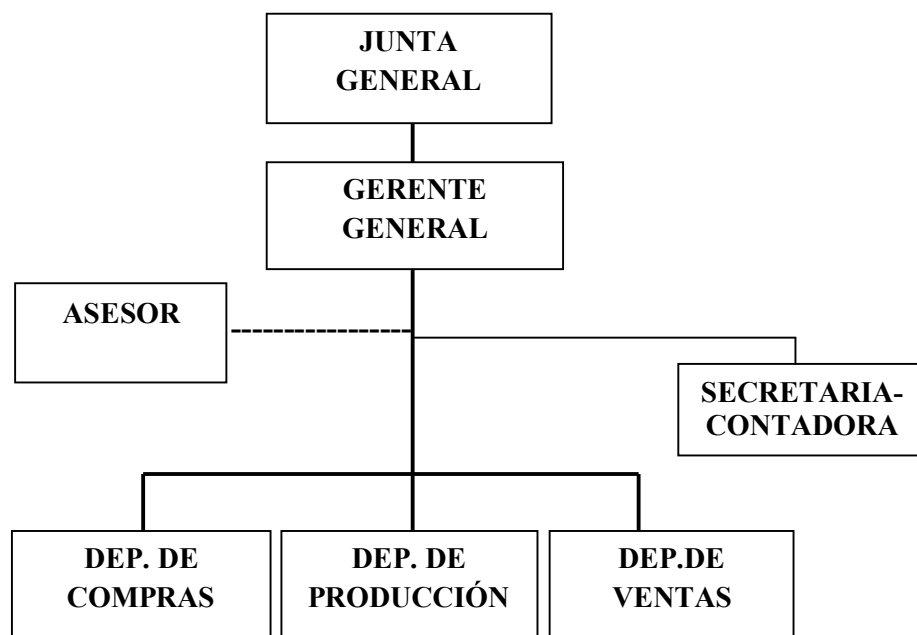 JUNTA
GENERAL
GERENTE
GENERAL
ASESOR
SECRETARIA-
CONTADORA
DEP. DE
COMPRAS
DEP. DE
PRODUCCIÓN
DEP.DE
VENTAS